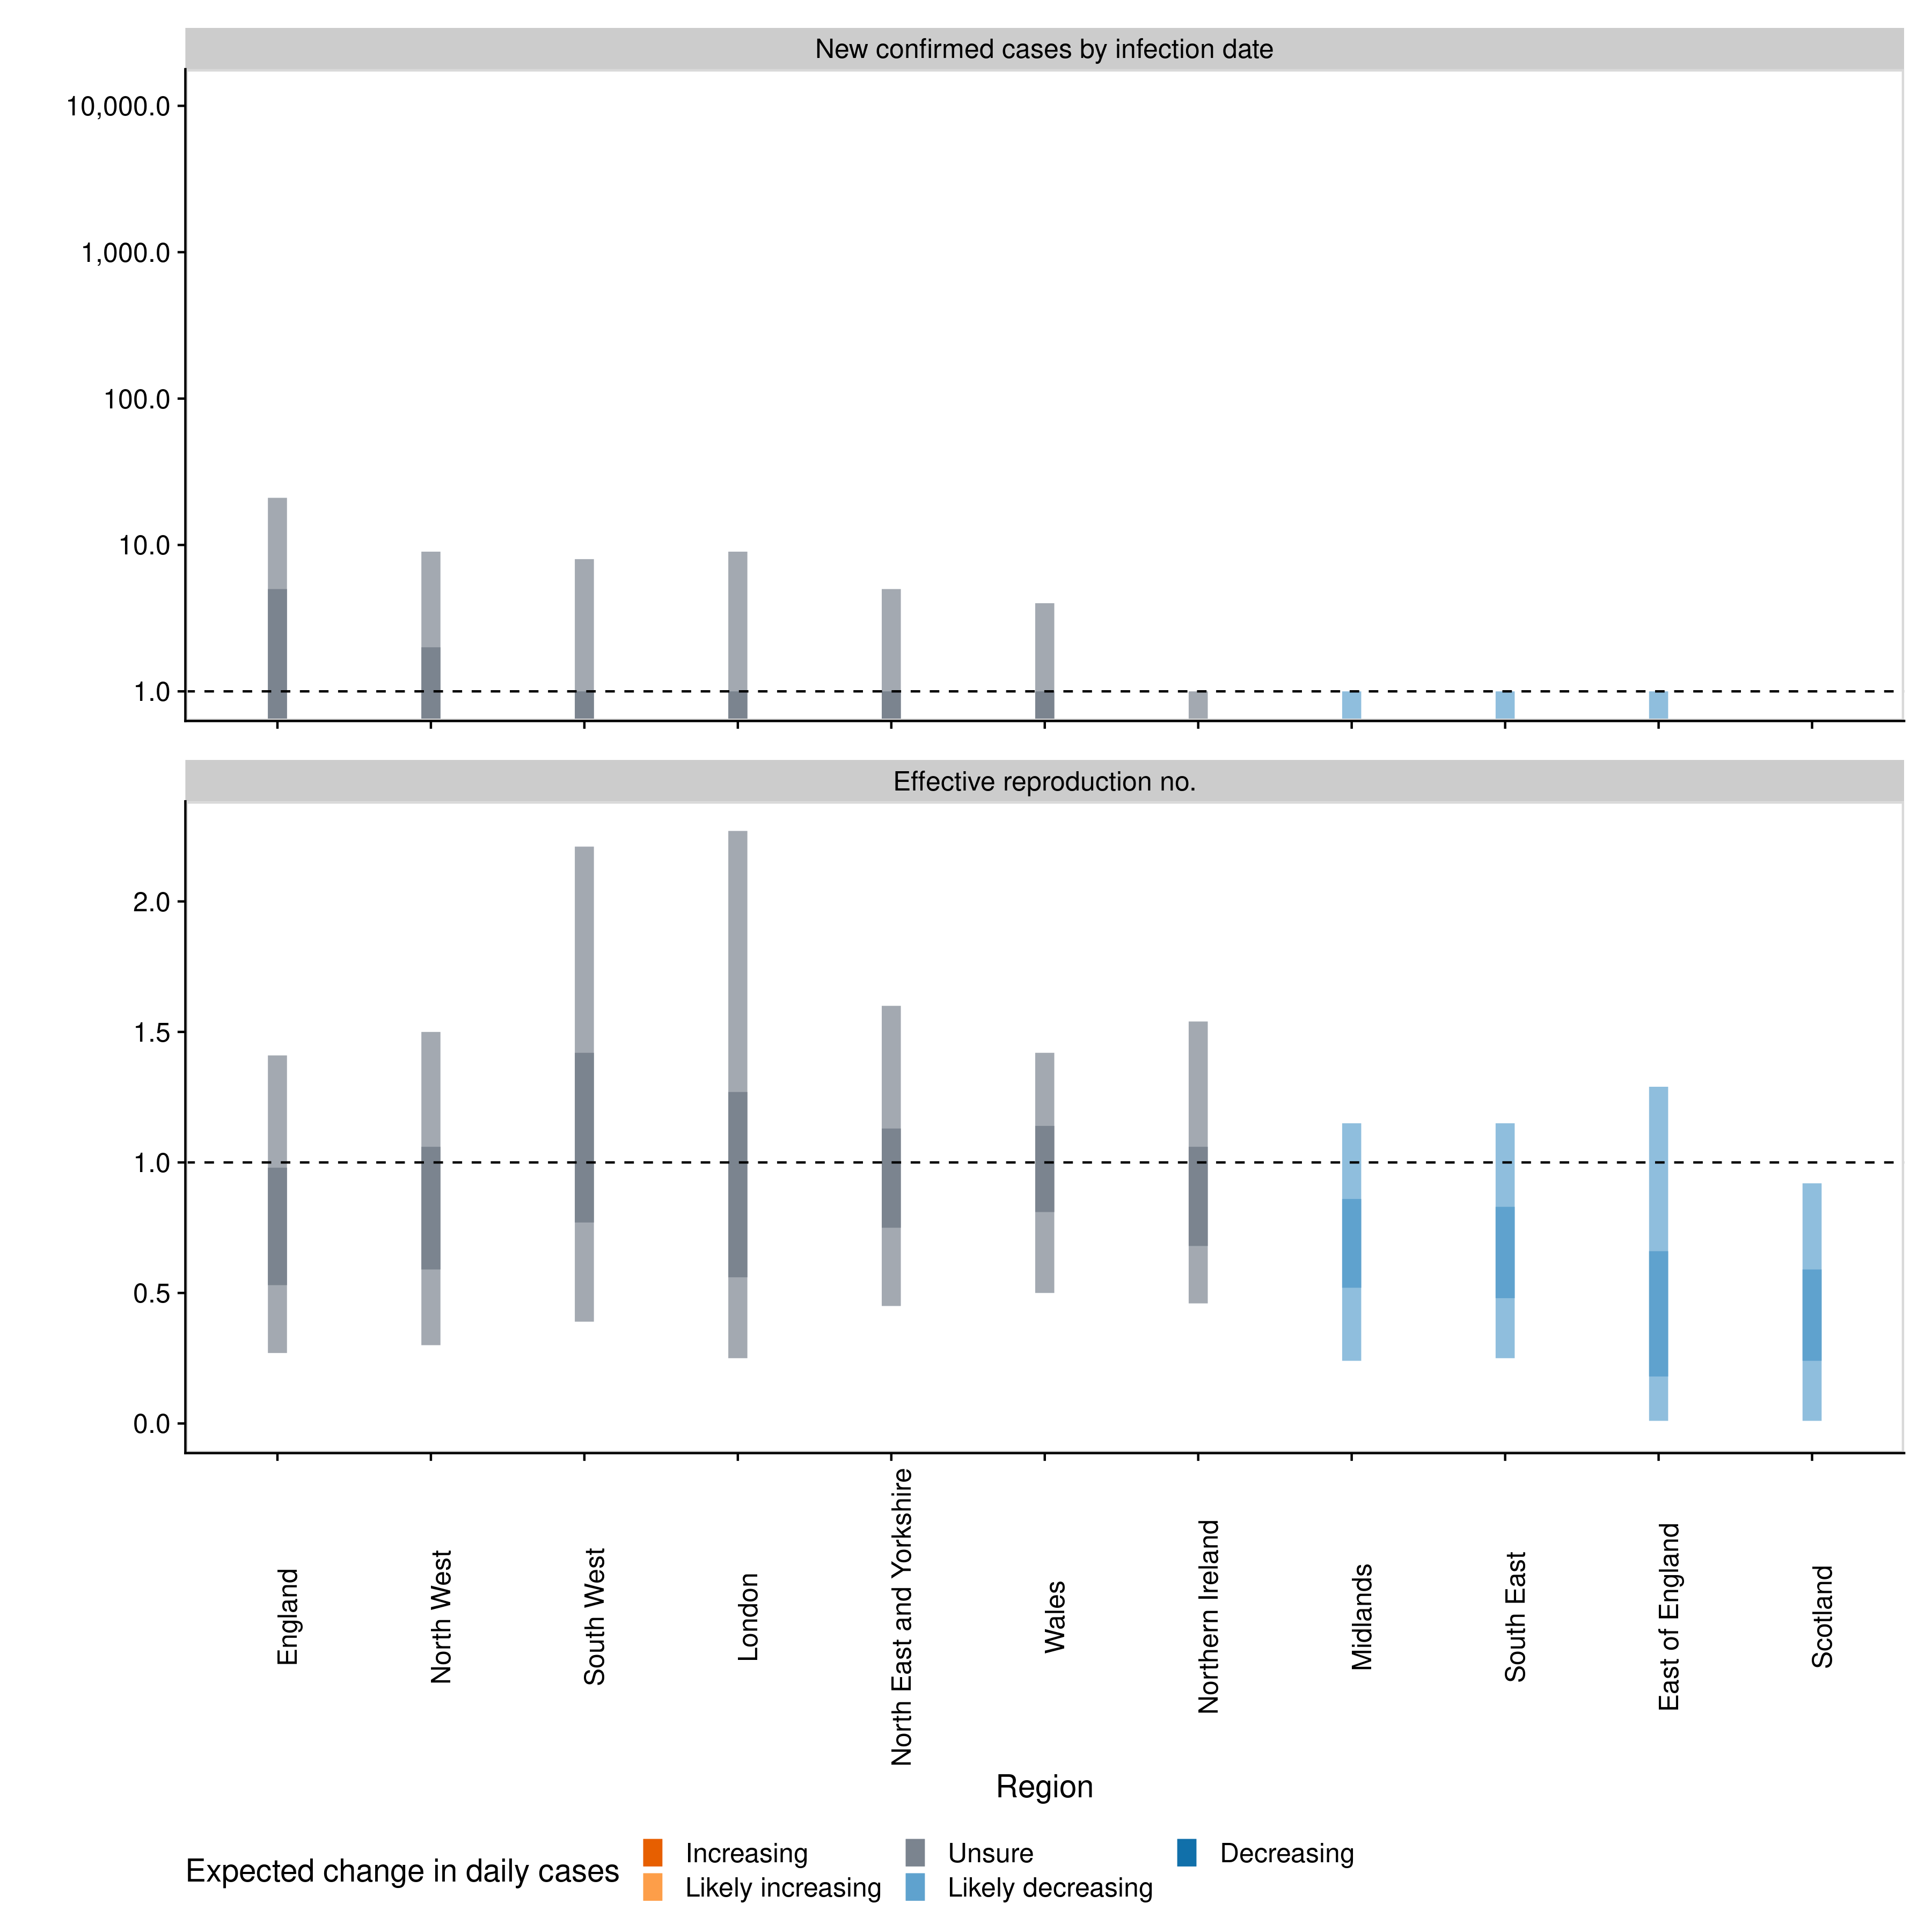 New confirmed cases by infection date
10,000.0
1,000.0
100.0
10.0
1.0
Effective reproduction no.
2.0
1.5
1.0
0.5
0.0
England
North West
South West
London
North East and Yorkshire
Wales
Northern Ireland
Midlands
South East
East of England
Scotland
Region
Expected change in daily cases
Increasing
Unsure
Decreasing
Likely increasing
Likely decreasing